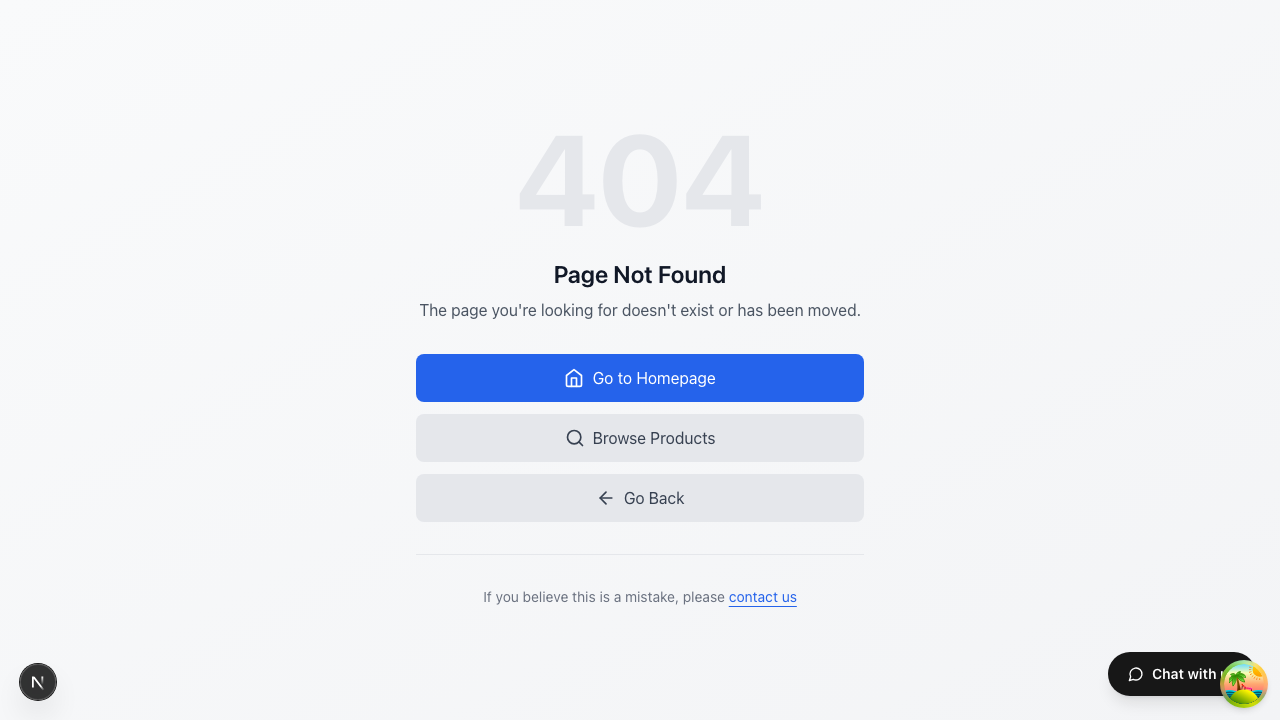 404
Page Not Found
The page you're looking for doesn't exist or has been moved.
Go to Homepage
Browse Products
Go Back
If you believe this is a mistake, please contact us
N
Chat with